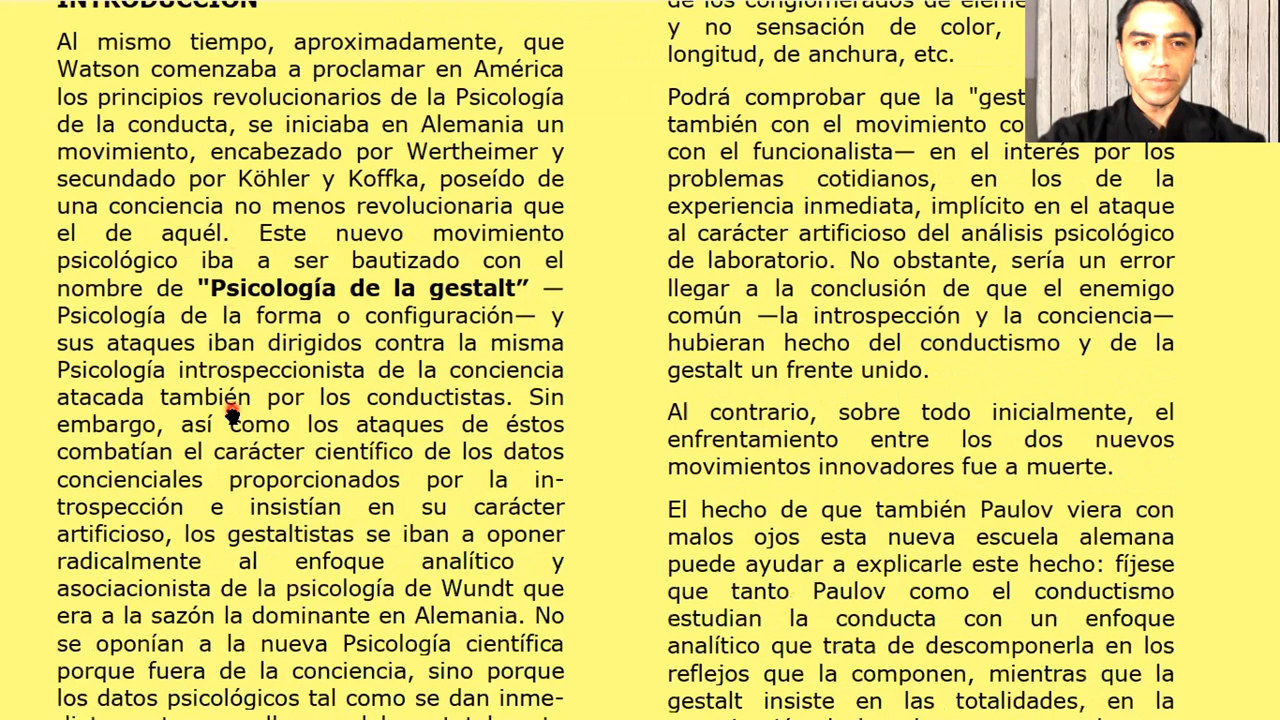 INTRODUCCIÓN
Al mismo tiempo, aproximadamente, que
Watson comenzaba a proclamar en América
los principios revolucionarios de la Psicología
de la conducta, se iniciaba en Alemania un
movimiento, encabezado por Wertheimer y
secundado por Köhler y Koffka, poseído de
una conciencia no menos revolucionaria que
el de aquél. Este nuevo movimiento
psicológico iba a ser bautizado con el
nombre de "Psicología de la gestalt” —
Psicología de la forma o configuración— y
sus ataques iban dirigidos contra la misma
Psicología introspeccionista de la conciencia
atacada también por los conductistas. Sin
embargo, así como los ataques de éstos
combatían el carácter científico de los datos
concienciales proporcionados por la in-
trospección e insistían en su carácter
artificioso, los gestaltistas se iban a oponer
radicalmente al enfoque analítico y
asociacionista de la psicología de Wundt que
era a la sazón la dominante en Alemania. No
se oponían a la nueva Psicología científica
porque fuera de la conciencia, sino porque
los datos psicológicos tal como se dan inme-
de los conglomerados de
y no sensación de color,
longitud, de anchura, etc.
Podrá comprobar que la "gest
también con el movimiento co
con el funcionalista— en el interés por los
problemas cotidianos, en los de la
experiencia inmediata, implícito en el ataque
al carácter artificioso del análisis psicológico
de laboratorio. No obstante, sería un error
llegar a la conclusión de que el enemigo
común —la introspección y la conciencia—
hubieran hecho del conductismo y de la
gestalt un frente unido.
Al contrario, sobre todo inicialmente, el
enfrentamiento entre los dos nuevos
movimientos innovadores fue a muerte.
El hecho de que también Paulov viera con
malos ojos esta nueva escuela alemana
puede ayudar a explicarle este hecho: fíjese
que tanto Paulov como el conductismo
estudian la conducta con un enfoque
analítico que trata de descomponerla en los
reflejos que la componen, mientras que la
gestalt insiste en las totalidades, en la